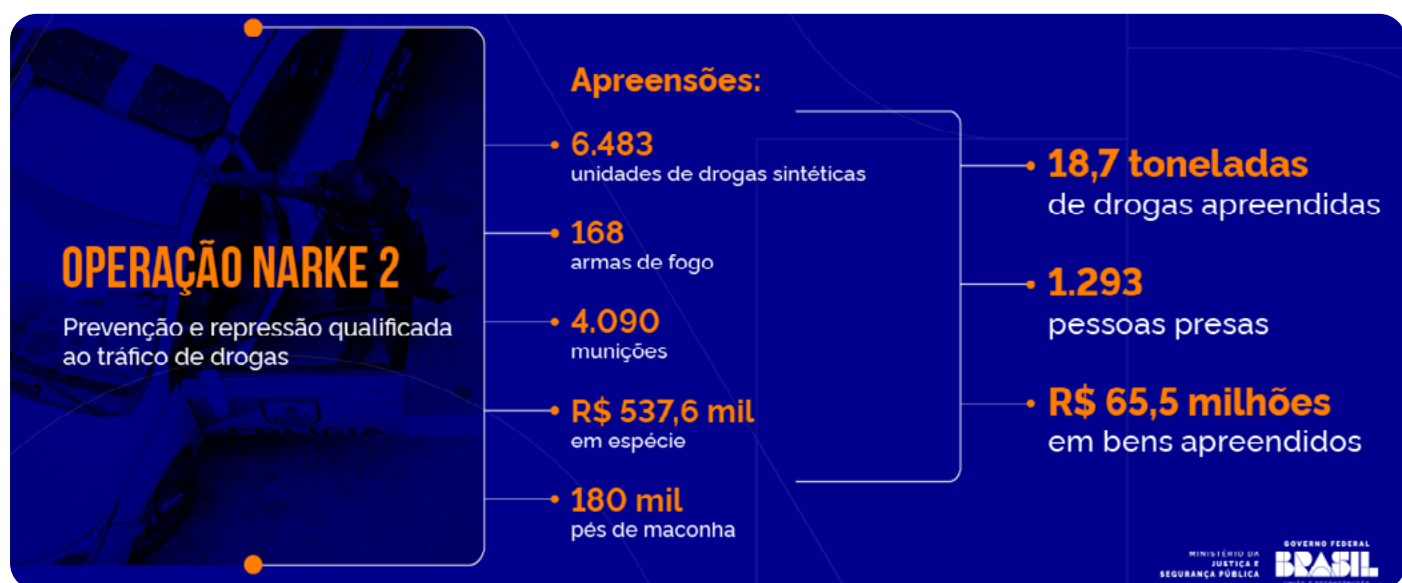 OPERAÇÃO NARKE 2
Prevenção e repressão qualificada
ao tráfico de drogas
Apreensões:
6.483
unidades de drogas sintéticas
168
armas de fogo
4.090
munições
R$ 537,6 mil
em espécie
180 mil
pés de maconha
18,7 toneladas
de drogas apreendidas
1.293
pessoas presas
R$ 65,5 milhões
em bens apreendidos
MINISTÉRIO DA
JUSTIÇA E
SEGURANÇA PÚBLICA
GOVERNO FEDERAL
BRASIL